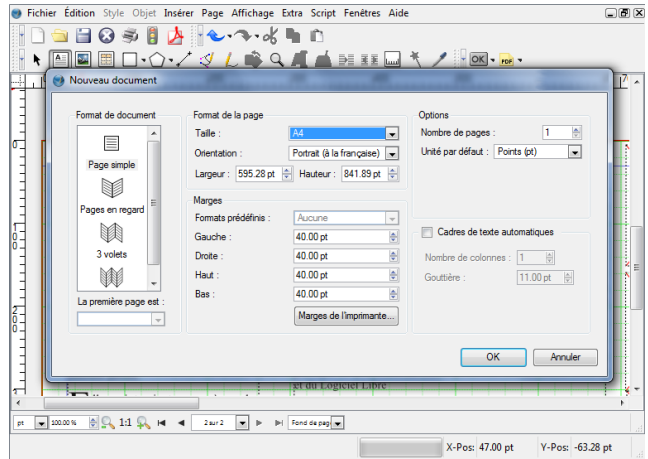 Fichier Édition Style Objet Insérer Page Affichage Extra Script Fenêtres Aide
OK PDF
Nouveau document
Format de document
Page simple
Pages en regard
3 volets
La première page est :
Format de la page
Taille : A4
Orientation : Portrait (à la française)
Largeur : 595.28 pt Hauteur : 841.89 pt
Marges
Formats prédéfinis : Aucune
Gauche : 40.00 pt
Droite : 40.00 pt
Haut : 40.00 pt
Bas : 40.00 pt
Marges de l'imprimante...
Options
Nombre de pages : 1
Unité par défaut : Points (pt)
Cadres de texte automatiques
Nombre de colonnes : 1
Gouttière : 11.00 pt
OK Annuler
et du Logiciel Libre
pt 100.00 % 1:1 2 sur 2 Fond de pag
X-Pos: 47.00 pt Y-Pos: -63.28 pt